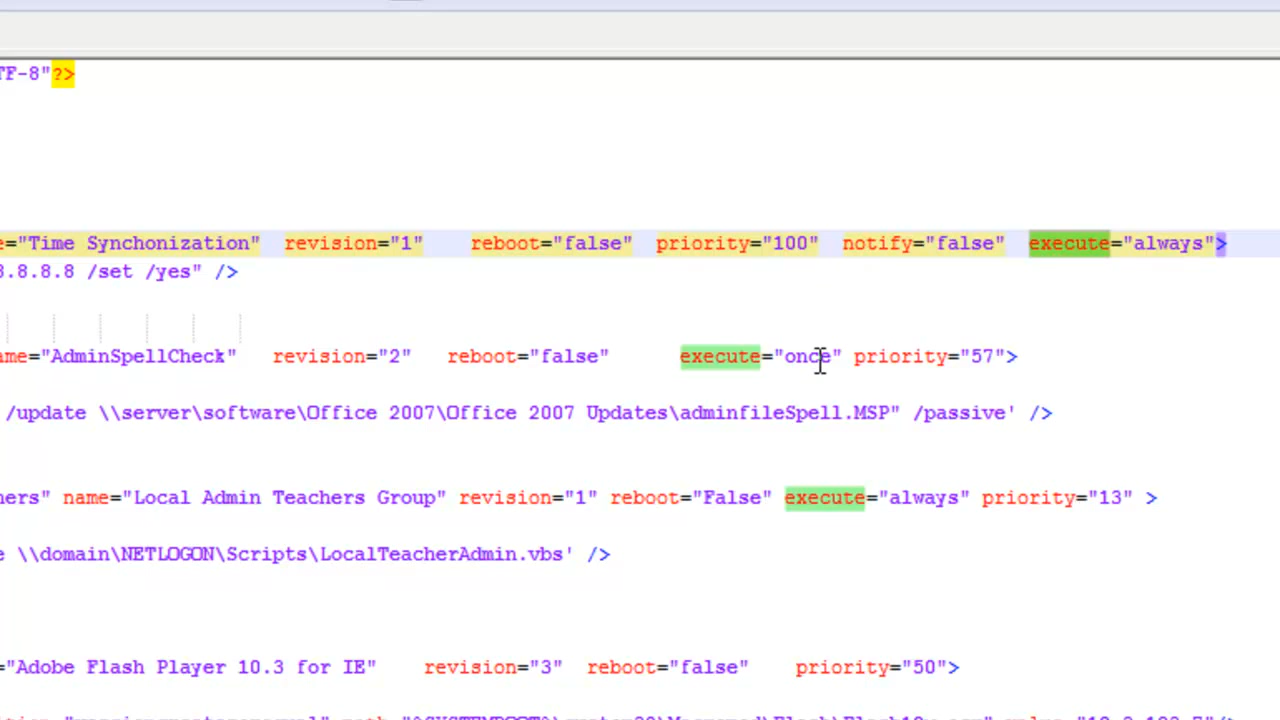 TF-8"?>
e="Time Synchonization" revision="1" reboot="false" priority="100" notify="false" execute="always">
8.8.8.8 /set /yes" />
ame="AdminSpellCheck" revision="2" reboot="false" execute="once" priority="57">
/update \\server\software\Office 2007\Office 2007 Updates\adminfileSpell.MSP" /passive' />
hers" name="Local Admin Teachers Group" revision="1" reboot="False" execute="always" priority="13" >
e \\domain\NETLOGON\Scripts\LocalTeacherAdmin.vbs' />
="Adobe Flash Player 10.3 for IE" revision="3" reboot="false" priority="50">